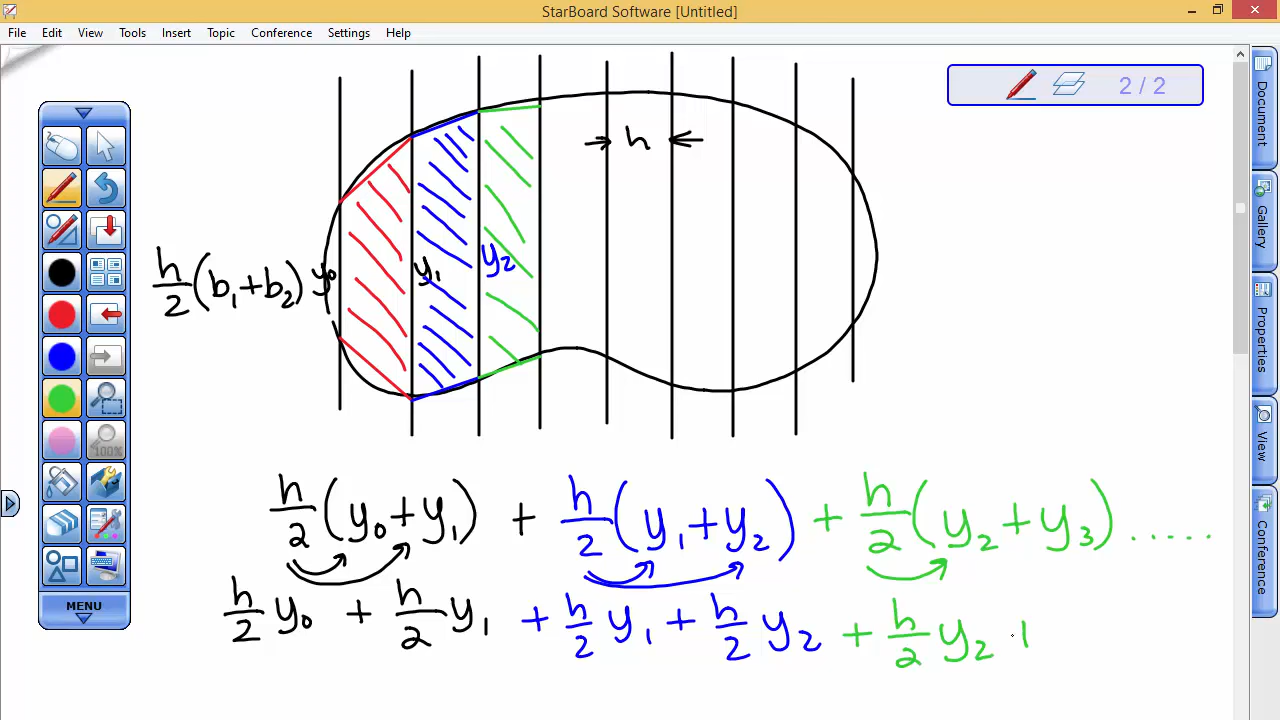 StarBoard Software [Untitled]
File Edit View Tools Insert Topic Conference Settings Help
2 / 2
Document
Gallery
Properties
View
Conference
100%
MENU
h
h/2 (b₁+b₂) y₀ y₁ y₂
h/2 (y₀+y₁) + h/2 (y₁+y₂) + h/2 (y₂+y₃) .....
h/2 y₀ + h/2 y₁ + h/2 y₁ + h/2 y₂ + h/2 y₂